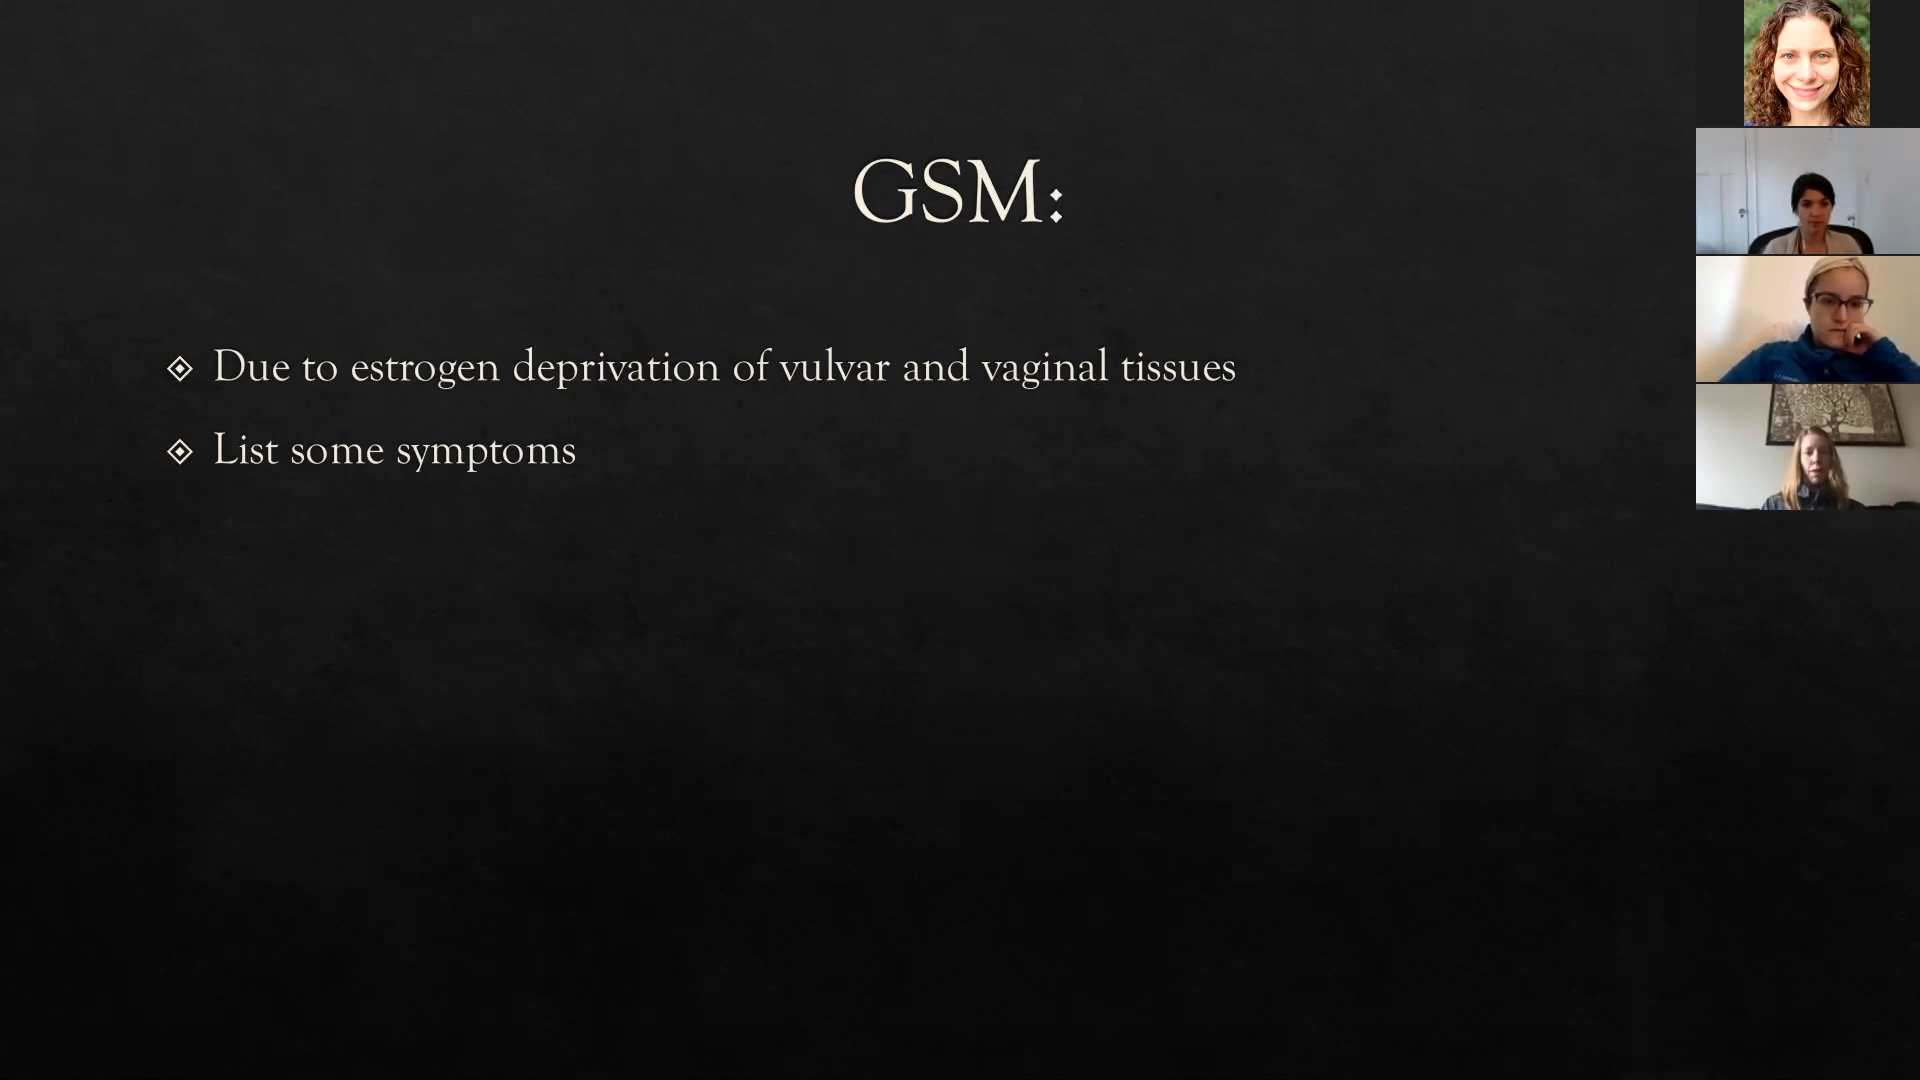 GSM:
Due to estrogen deprivation of vulvar and vaginal tissues
List some symptoms